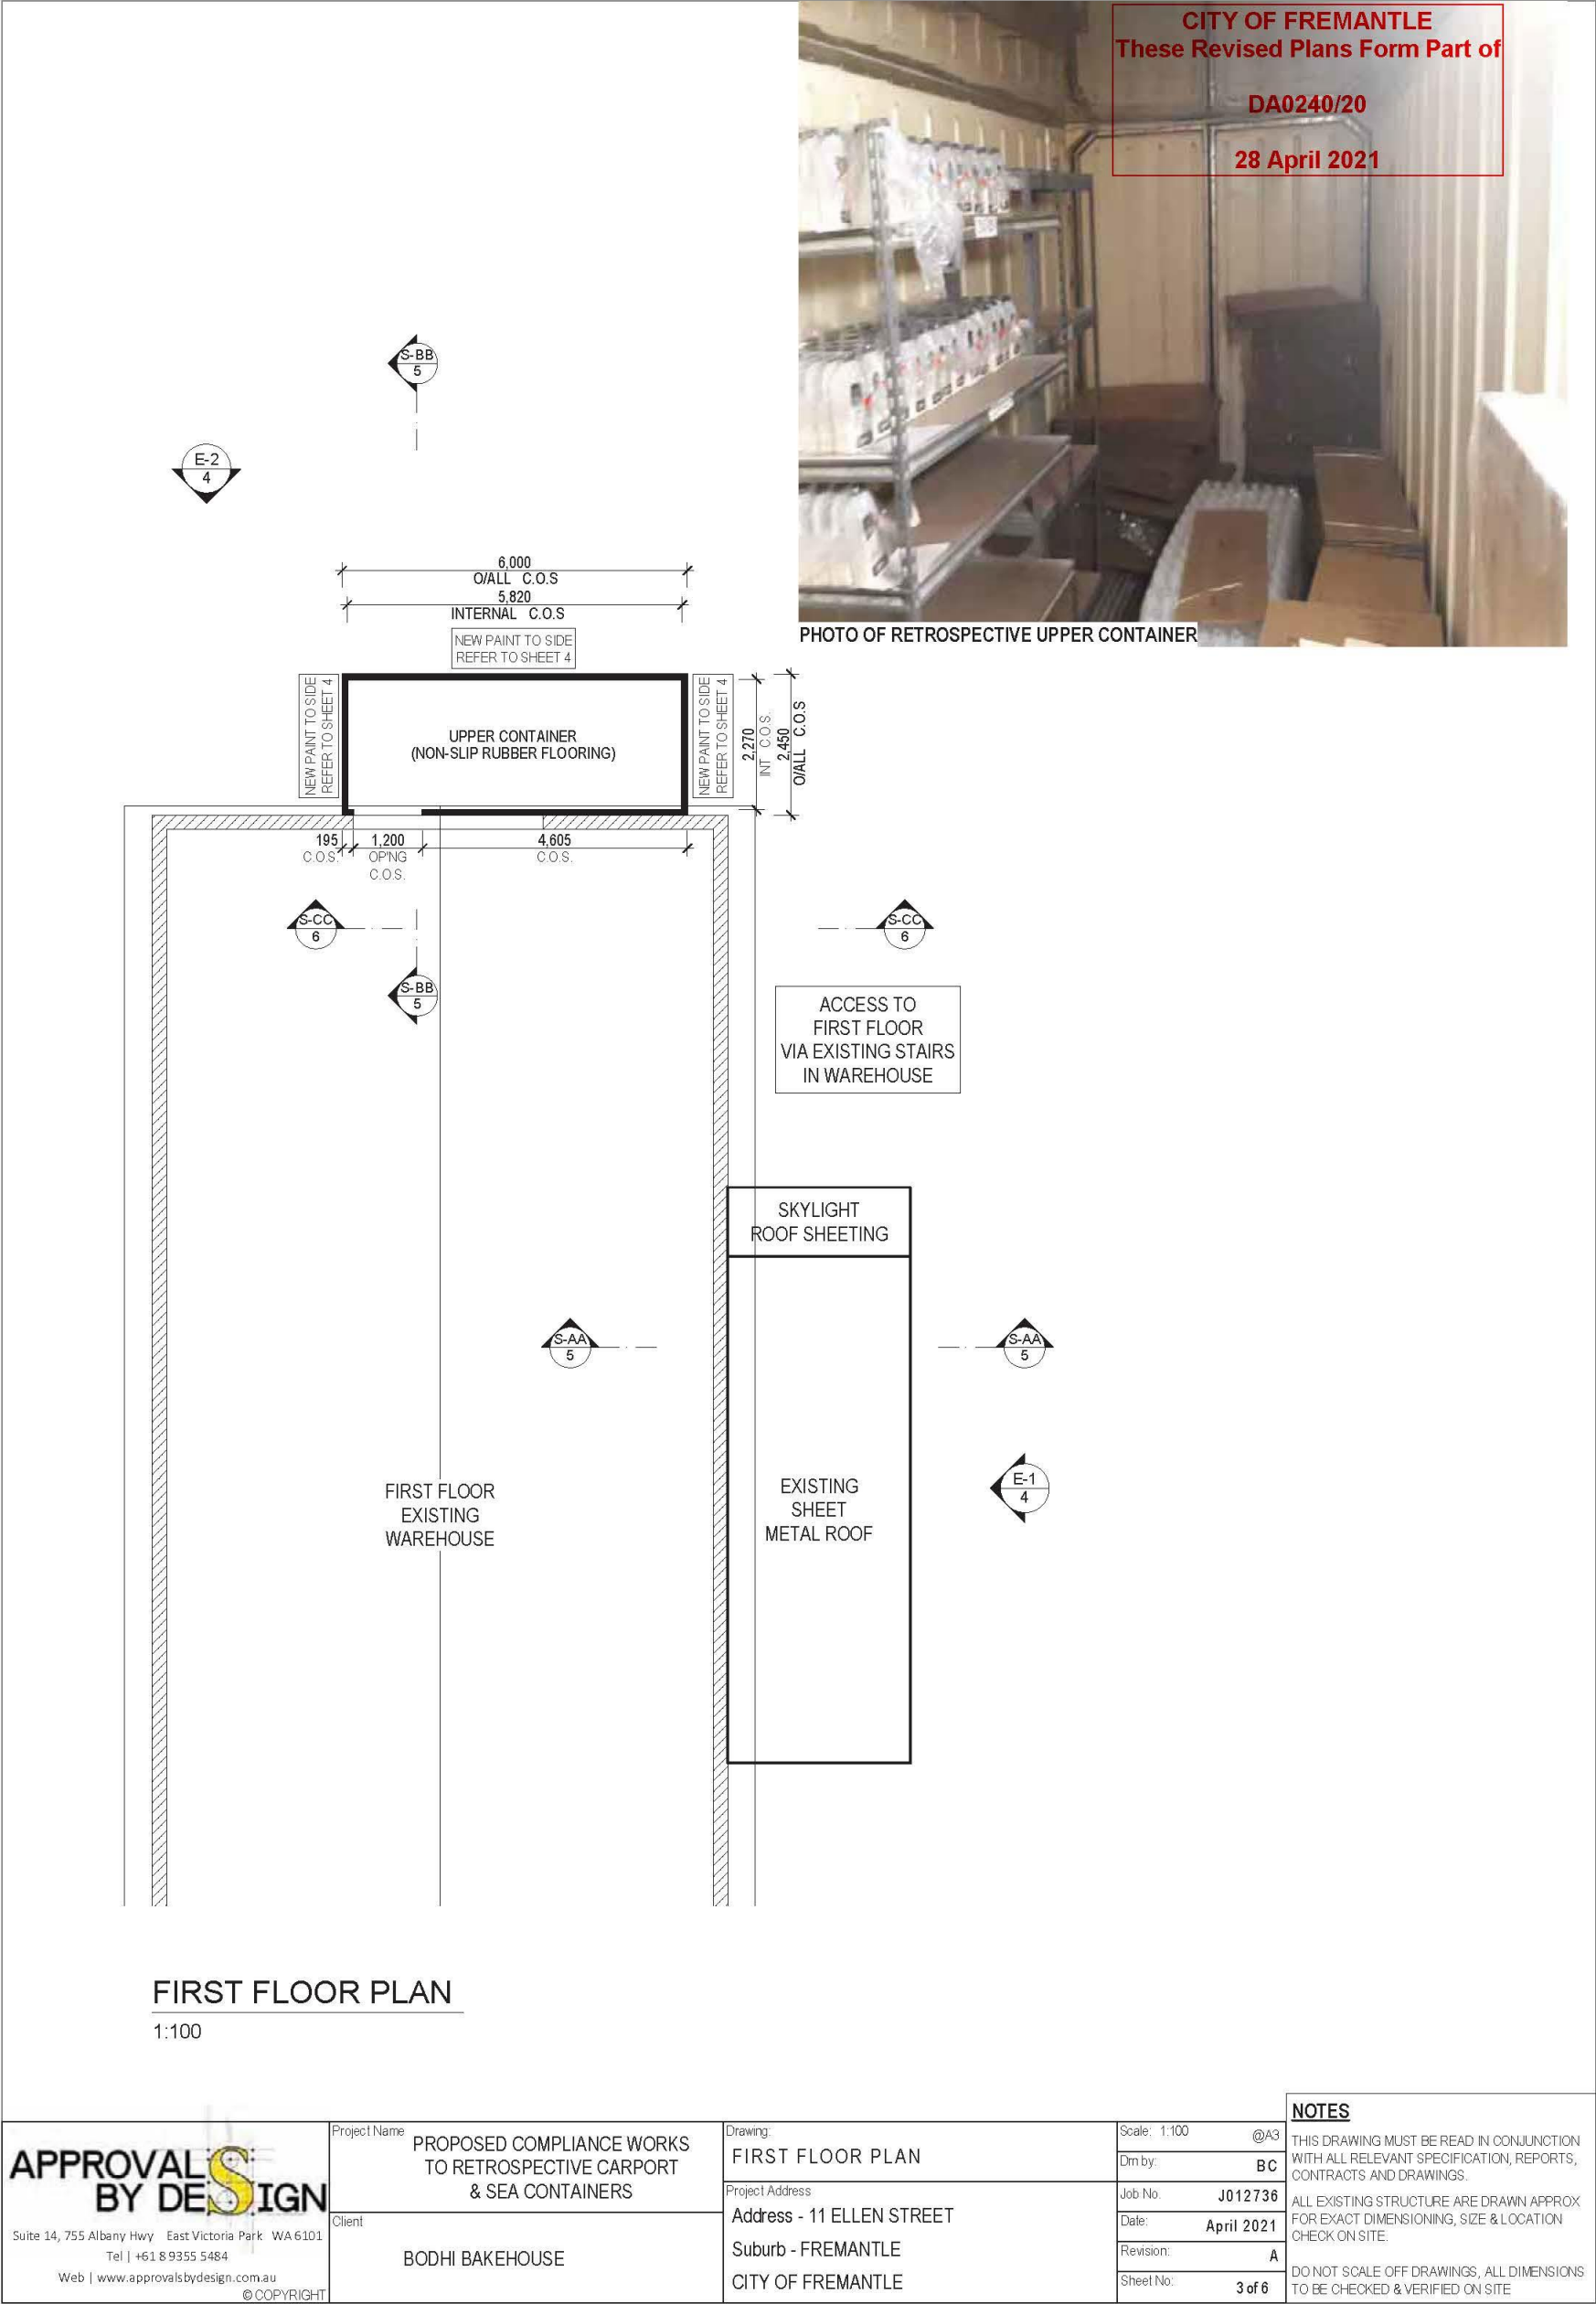 CITY OF FREMANTLE
These Revised Plans Form Part of
DA0240/20
28 April 2021
PHOTO OF RETROSPECTIVE UPPER CONTAINER
S-BB
5
E-2
4
6,000
O/ALL C.O.S
5,820
INTERNAL C.O.S
NEW PAINT TO SIDE
REFER TO SHEET 4
NEW PAINT TO SIDE
REFER TO SHEET 4
UPPER CONTAINER
(NON-SLIP RUBBER FLOORING)
NEW PAINT TO SIDE
REFER TO SHEET 4
2,270
INT C.O.S.
2,450
O/ALL C.O.S
195
C.O.S.
1,200
OP'NG
C.O.S.
4,605
C.O.S.
S-CC
6
S-CC
6
S-BB
5
ACCESS TO
FIRST FLOOR
VIA EXISTING STAIRS
IN WAREHOUSE
SKYLIGHT
ROOF SHEETING
S-AA
5
S-AA
5
FIRST FLOOR
EXISTING
WAREHOUSE
EXISTING
SHEET
METAL ROOF
E-1
4
FIRST FLOOR PLAN
1:100
APPROVALS
BY DESIGN
Suite 14, 755 Albany Hwy East Victoria Park WA 6101
Tel | +61 8 9355 5484
Web | www.approvalsbydesign.com.au
© COPYRIGHT
Project Name
PROPOSED COMPLIANCE WORKS
TO RETROSPECTIVE CARPORT
& SEA CONTAINERS
Client
BODHI BAKEHOUSE
Drawing:
FIRST FLOOR PLAN
Project Address
Address - 11 ELLEN STREET
Suburb - FREMANTLE
CITY OF FREMANTLE
Scale: 1:100 @A3
Drn by: BC
Job No. J012736
Date: April 2021
Revision: A
Sheet No: 3 of 6
NOTES
THIS DRAWING MUST BE READ IN CONJUNCTION
WITH ALL RELEVANT SPECIFICATION, REPORTS,
CONTRACTS AND DRAWINGS.
ALL EXISTING STRUCTURE ARE DRAWN APPROX
FOR EXACT DIMENSIONING, SIZE & LOCATION
CHECK ON SITE.
DO NOT SCALE OFF DRAWINGS, ALL DIMENSIONS
TO BE CHECKED & VERIFIED ON SITE